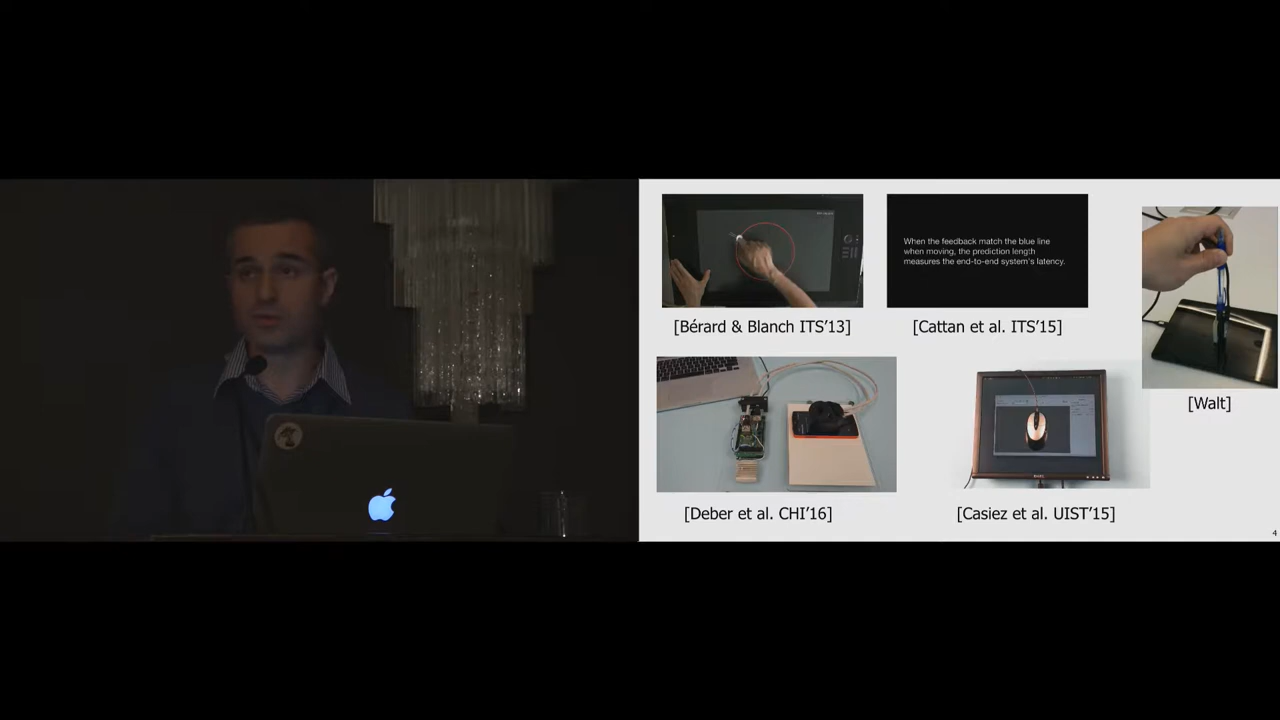 When the feedback match the blue line
when moving, the prediction length
measures the end-to-end system's latency.
[Bérard & Blanch ITS'13]
[Cattan et al. ITS'15]
[Walt]
[Deber et al. CHI'16]
[Casiez et al. UIST'15]
4